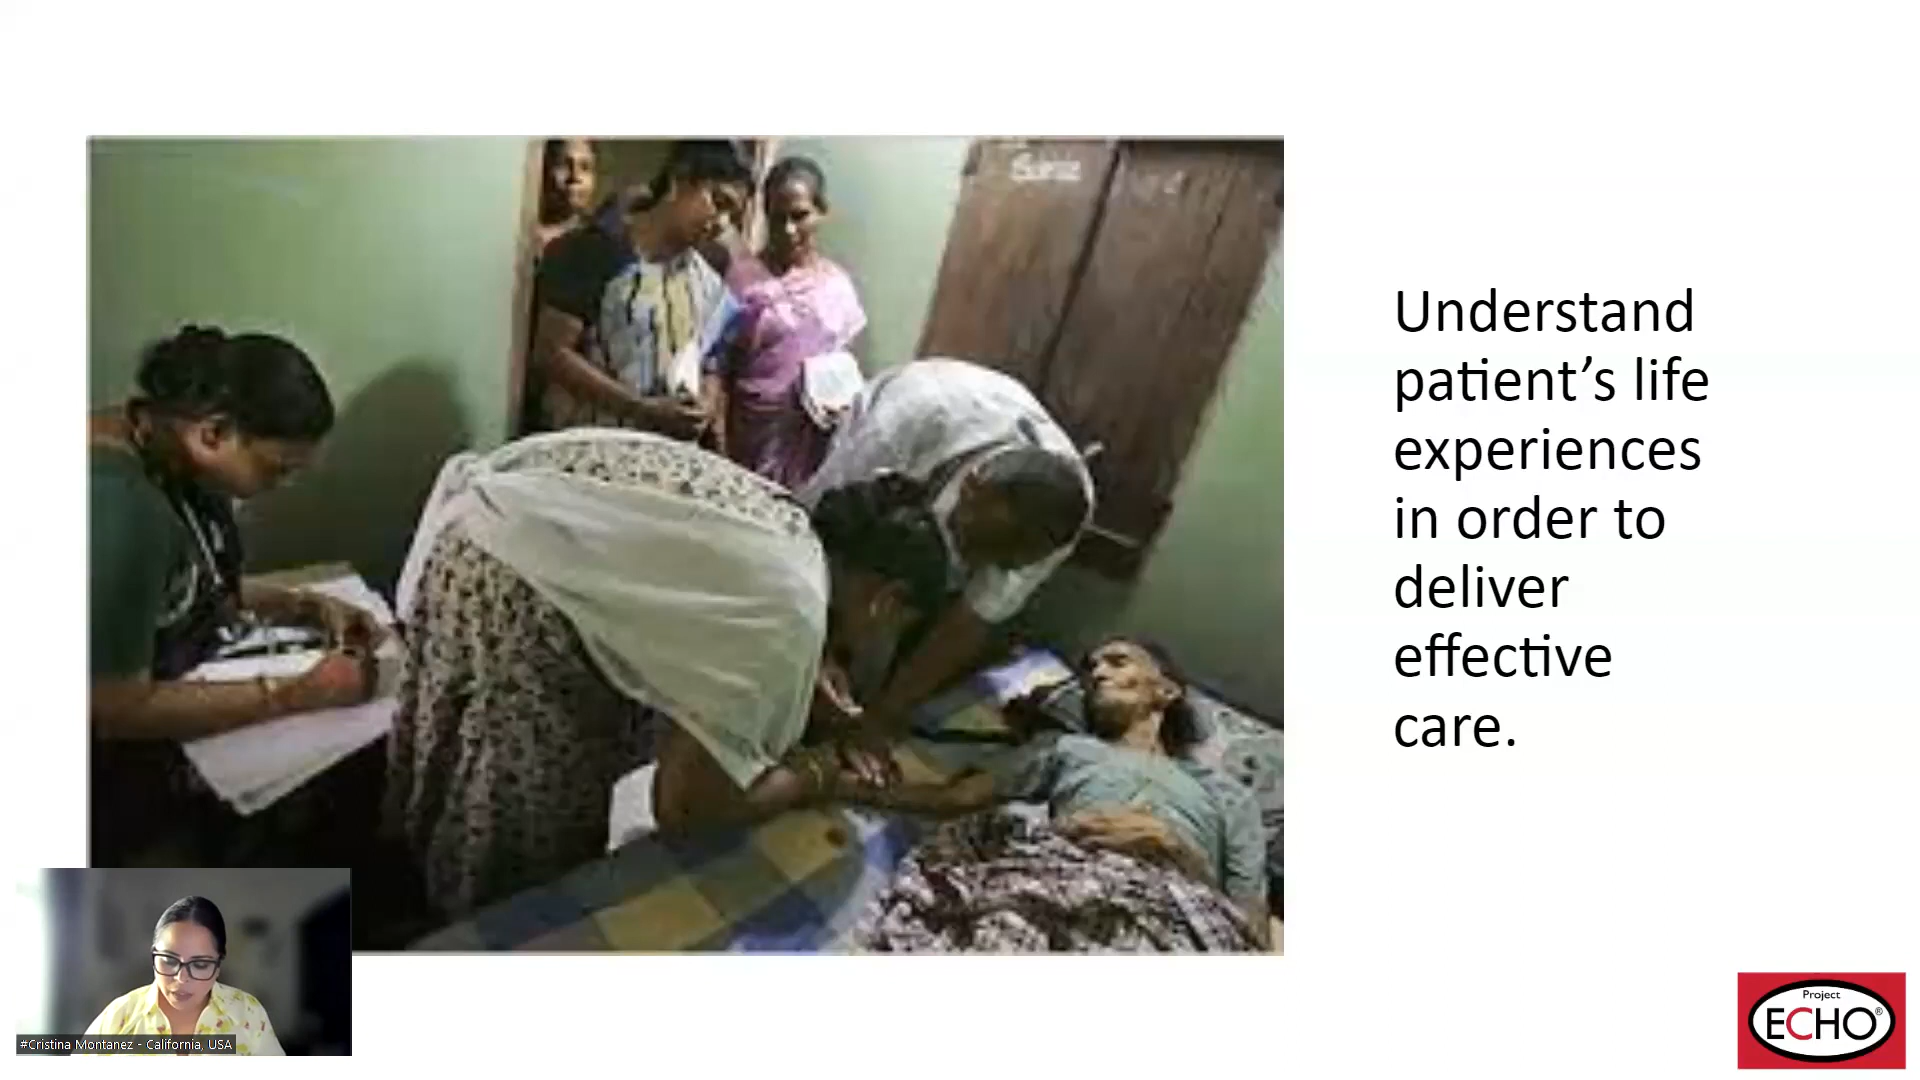 Understand
patient’s life
experiences
in order to
deliver
effective
care.
#Cristina Montanez - California, USA
Project
ECHO®